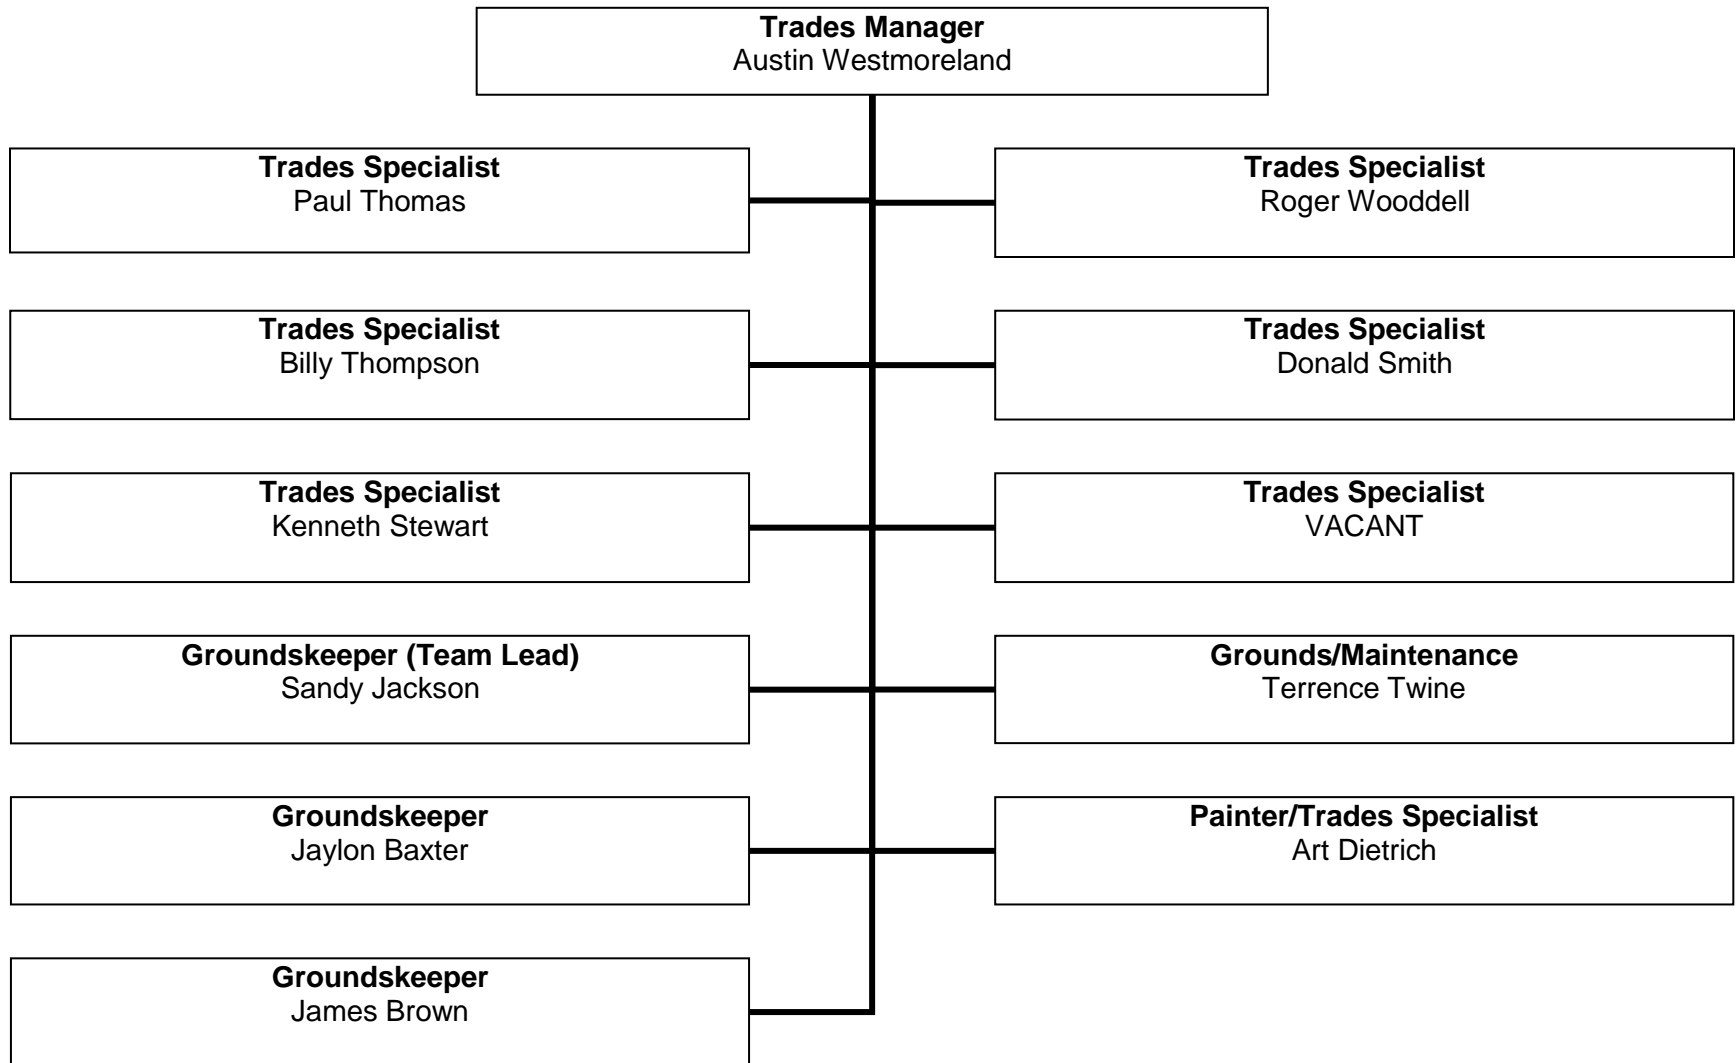 Trades Manager
Austin Westmoreland
Trades Specialist
Paul Thomas
Trades Specialist
Roger Wooddell
Trades Specialist
Billy Thompson
Trades Specialist
Donald Smith
Trades Specialist
Kenneth Stewart
Trades Specialist
VACANT
Groundskeeper (Team Lead)
Sandy Jackson
Grounds/Maintenance
Terrence Twine
Groundskeeper
Jaylon Baxter
Painter/Trades Specialist
Art Dietrich
Groundskeeper
James Brown